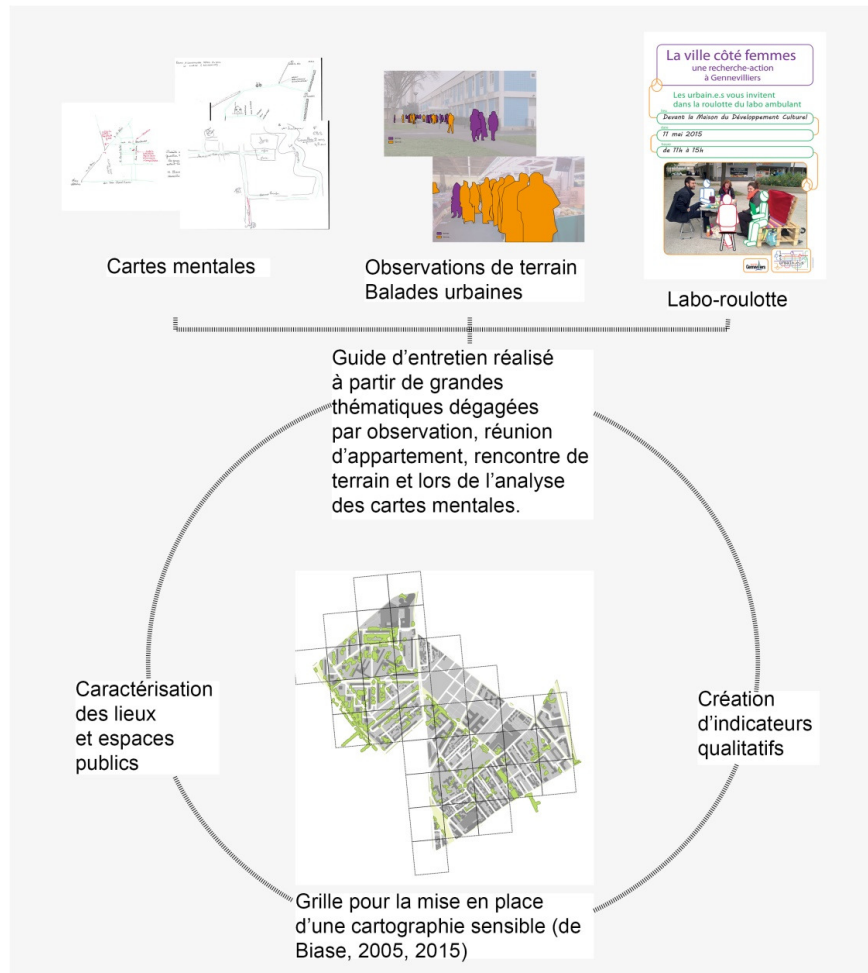 La ville côté femmes
une recherche-action
à Gennevilliers
Les urbain.e.s vous invitent
dans la roulotte du labo ambulant
Devant le Maison du Développement Culturel
11 mai 2015
de 11h à 15h
Gennevilliers
Cartes mentales
Observations de terrain
Balades urbaines
Labo-roulotte
Guide d’entretien réalisé
à partir de grandes
thématiques dégagées
par observation, réunion
d’appartement, rencontre de
terrain et lors de l’analyse
des cartes mentales.
Caractérisation
des lieux
et espaces
publics
Création
d’indicateurs
qualitatifs
Grille pour la mise en place
d’une cartographie sensible (de
Biase, 2005, 2015)